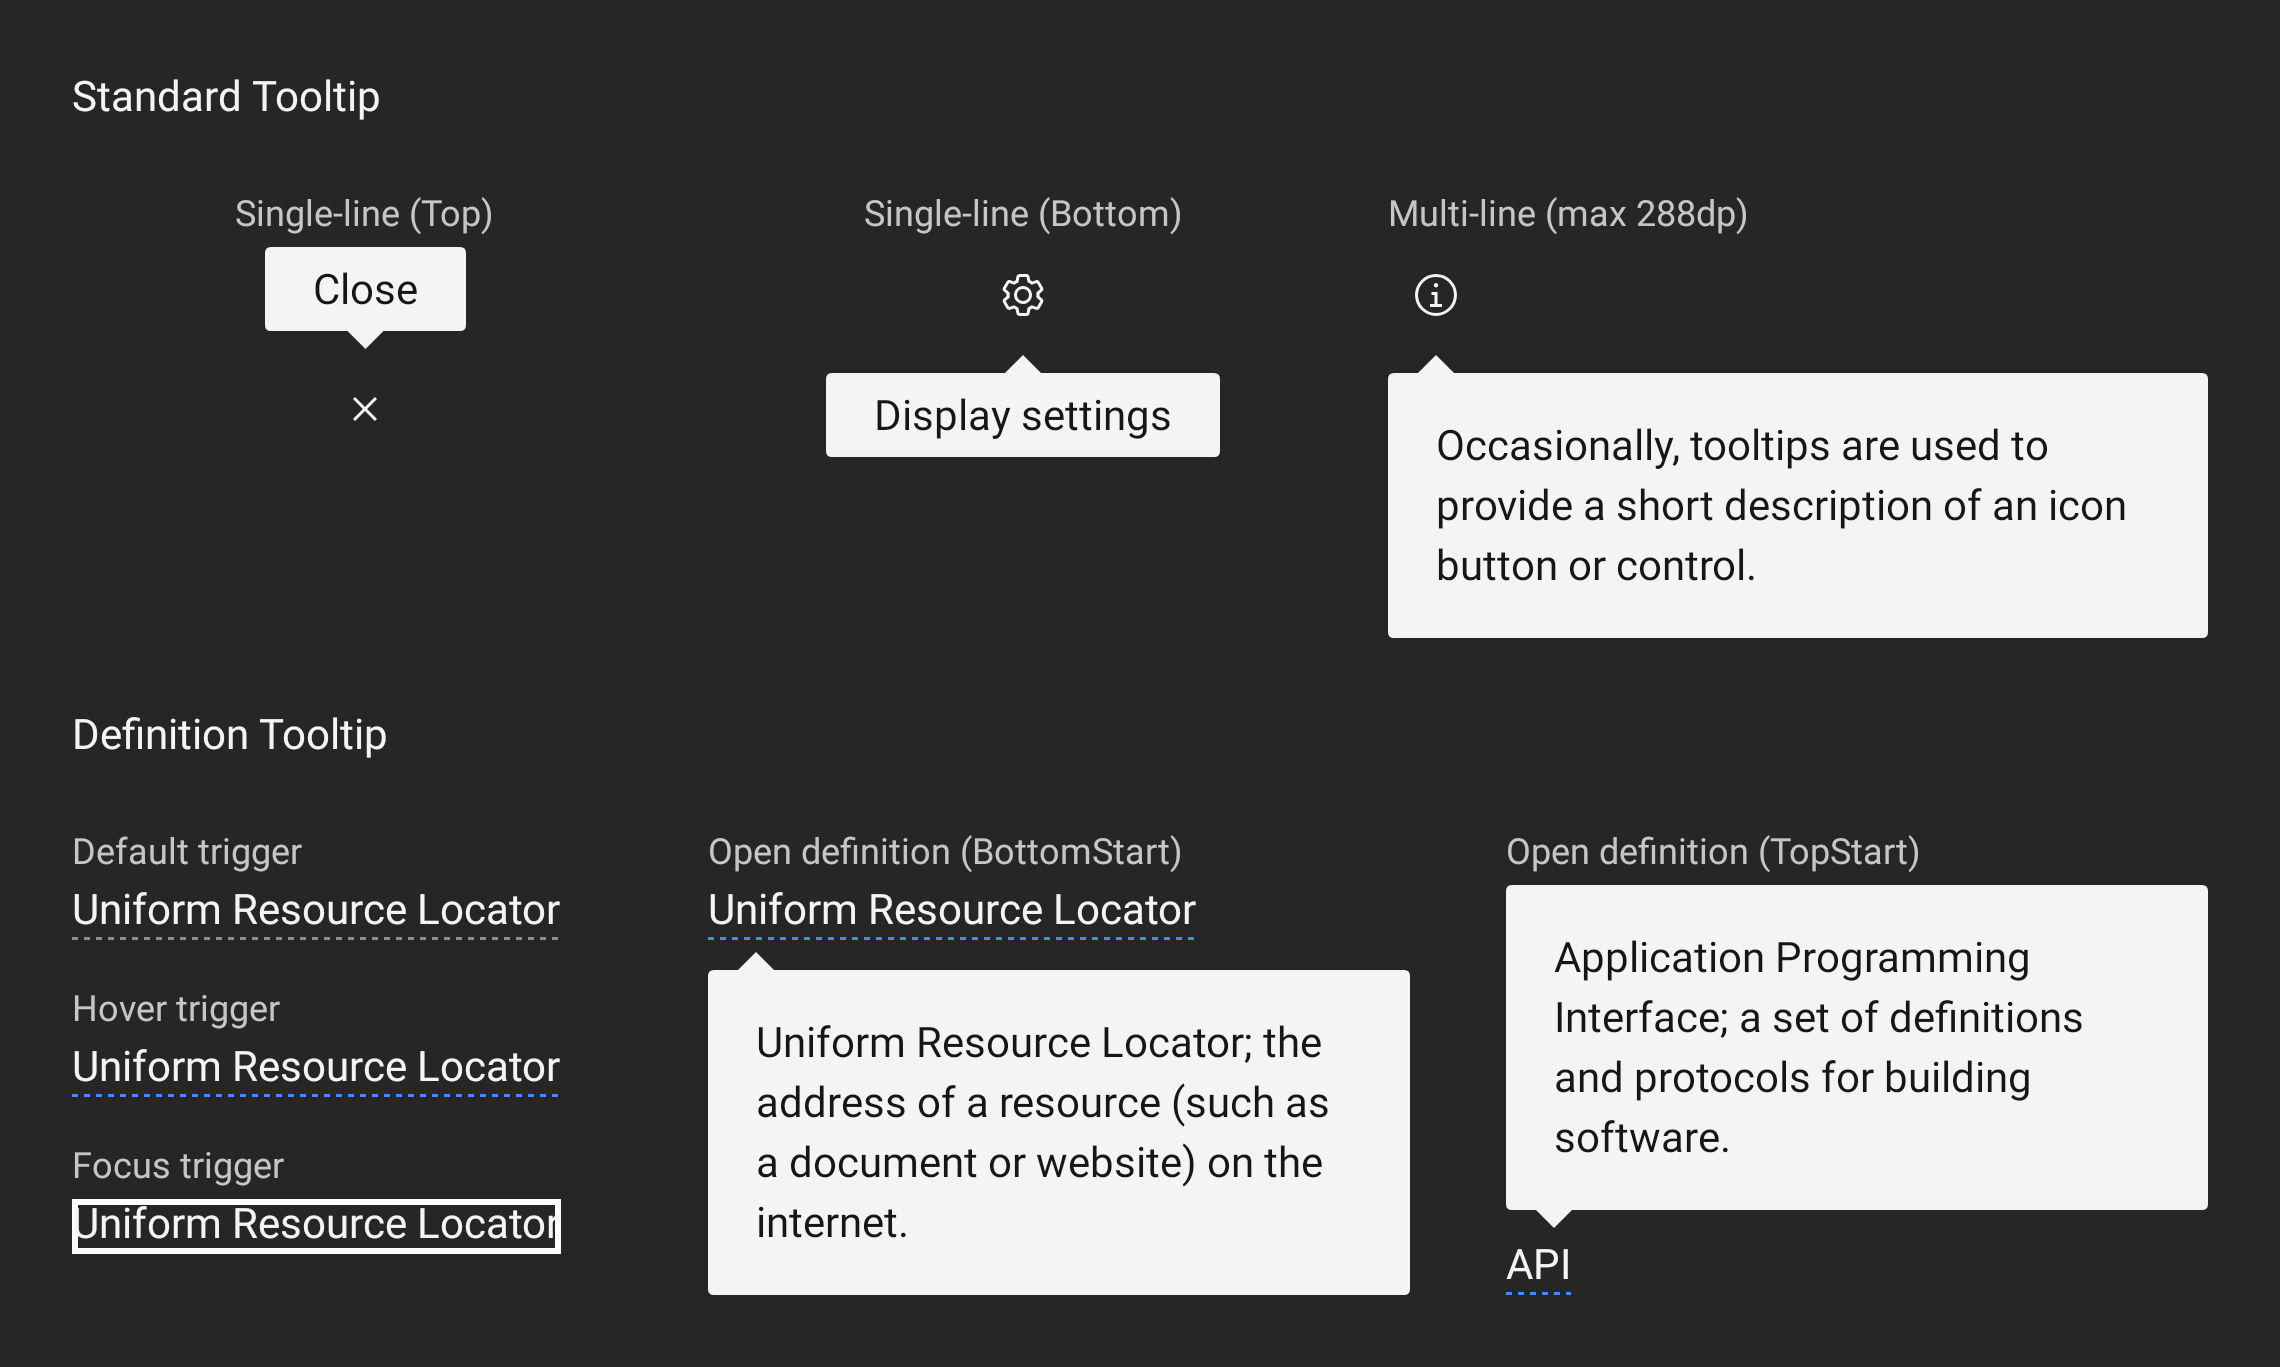 Standard Tooltip
Single-line (Top)
Close
Single-line (Bottom)
Display settings
Multi-line (max 288dp)
Occasionally, tooltips are used to
provide a short description of an icon
button or control.
Definition Tooltip
Default trigger
Uniform Resource Locator
Hover trigger
Uniform Resource Locator
Focus trigger
Uniform Resource Locator
Open definition (BottomStart)
Uniform Resource Locator
Uniform Resource Locator; the
address of a resource (such as
a document or website) on the
internet.
Open definition (TopStart)
Application Programming
Interface; a set of definitions
and protocols for building
software.
API